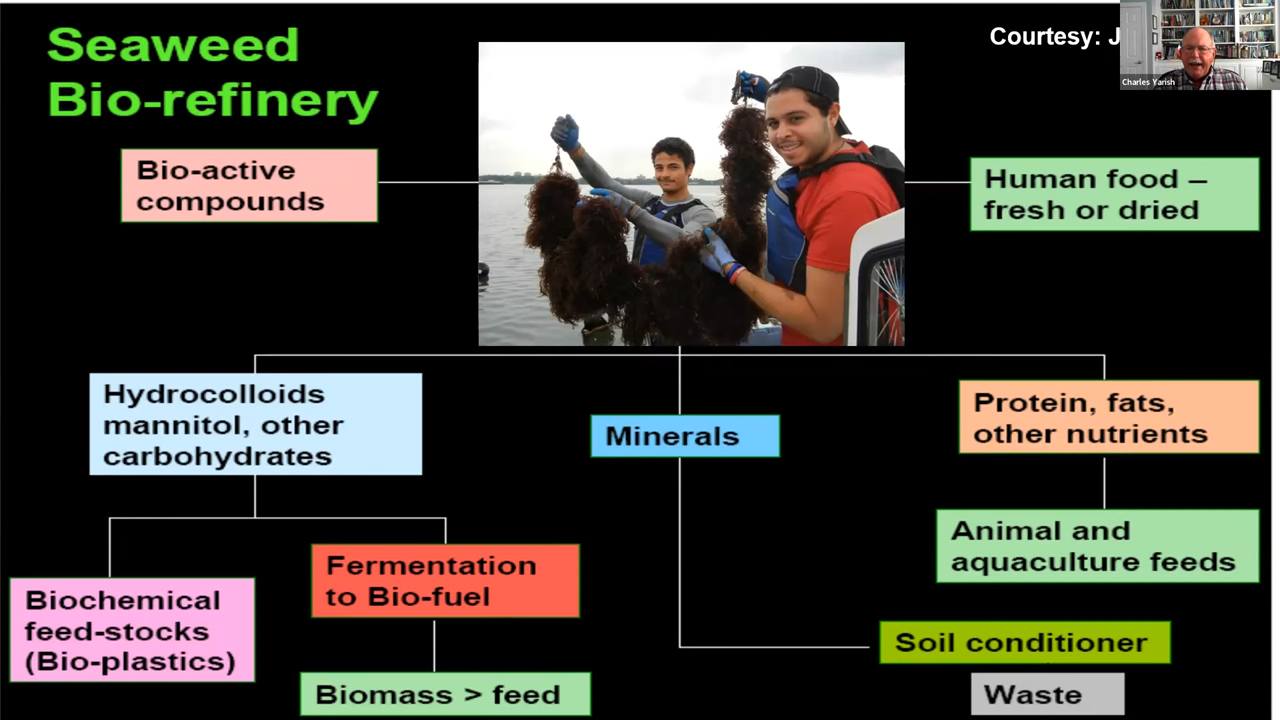 Seaweed
Bio-refinery
Courtesy: J
Charles Yarish
Bio-active
compounds
Human food –
fresh or dried
Hydrocolloids
mannitol, other
carbohydrates
Minerals
Protein, fats,
other nutrients
Animal and
aquaculture feeds
Fermentation
to Bio-fuel
Biochemical
feed-stocks
(Bio-plastics)
Soil conditioner
Biomass > feed
Waste